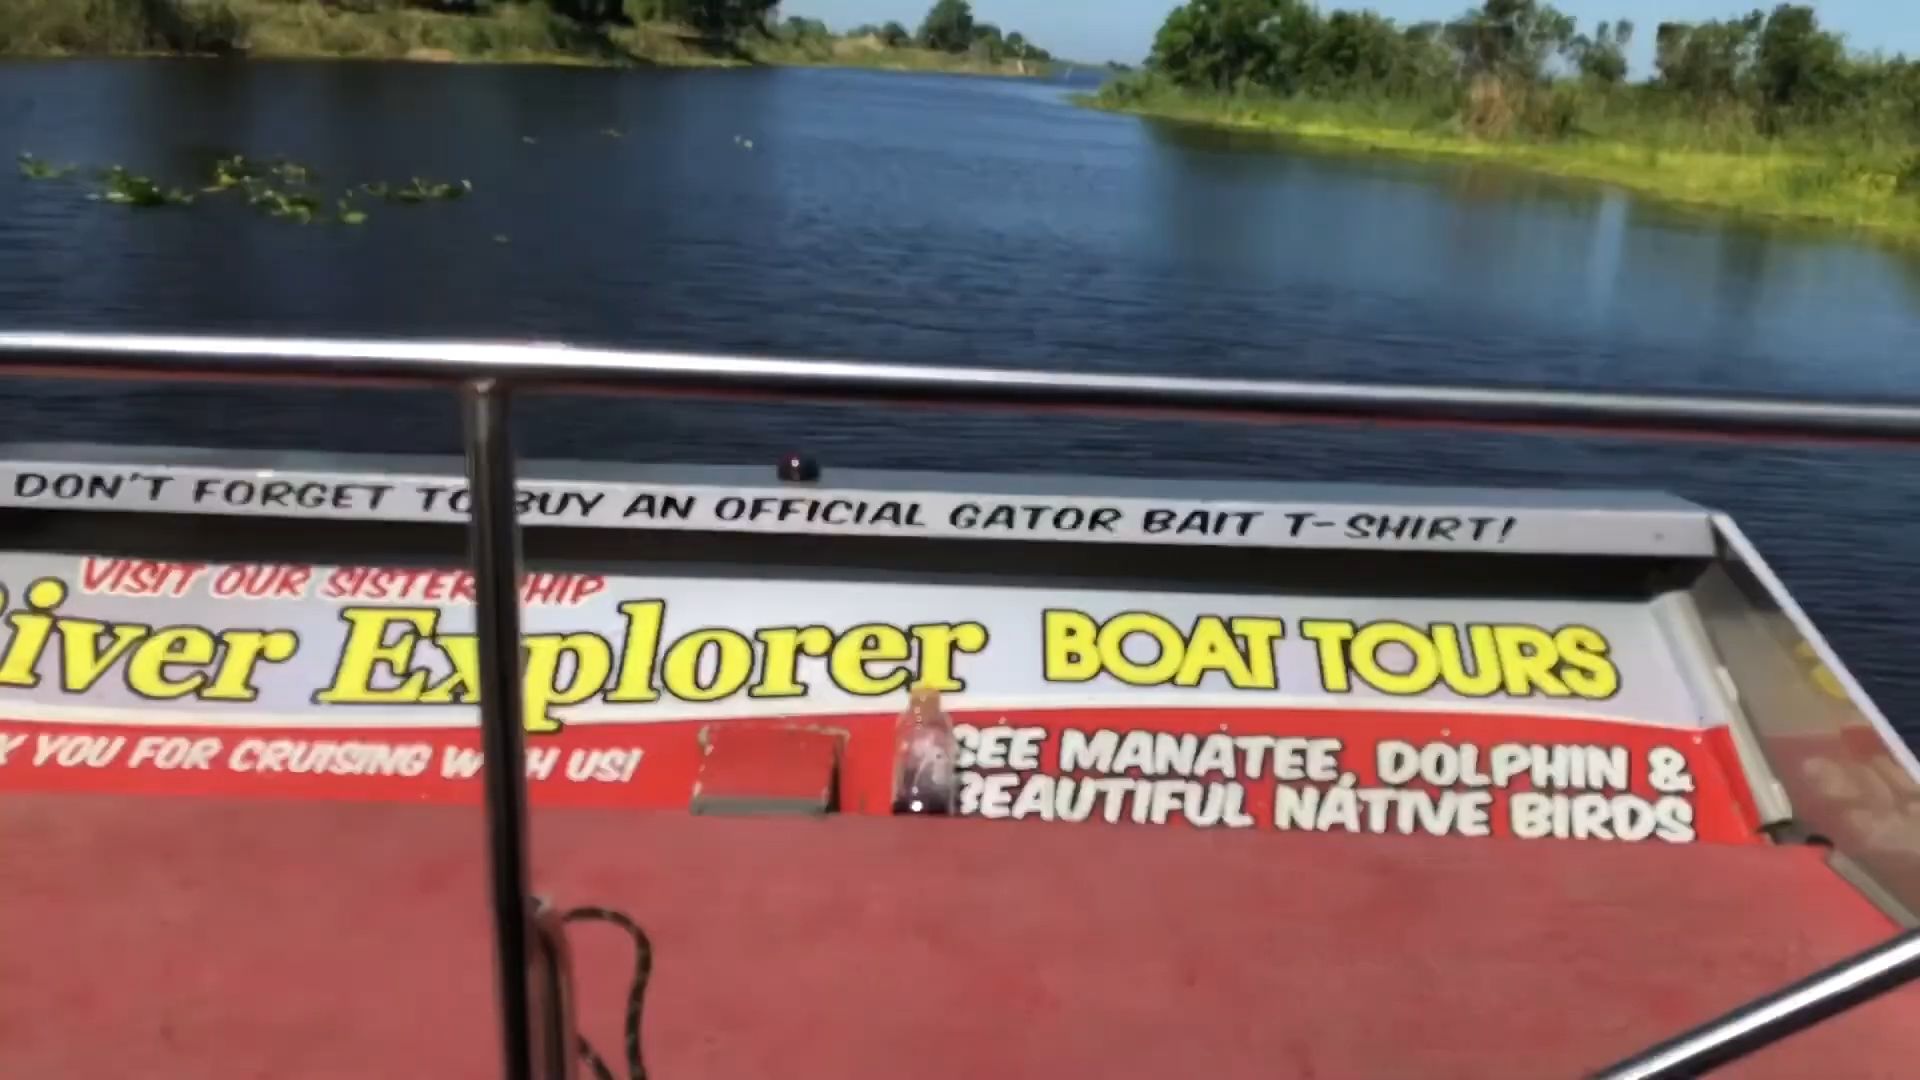 DON'T FORGET TO BUY AN OFFICIAL GATOR BAIT T-SHIRT!
VISIT OUR SISTER SHIP
River Explorer BOAT TOURS
YOU FOR CRUISING WITH US!
SEE MANATEE, DOLPHIN &
BEAUTIFUL NATIVE BIRDS